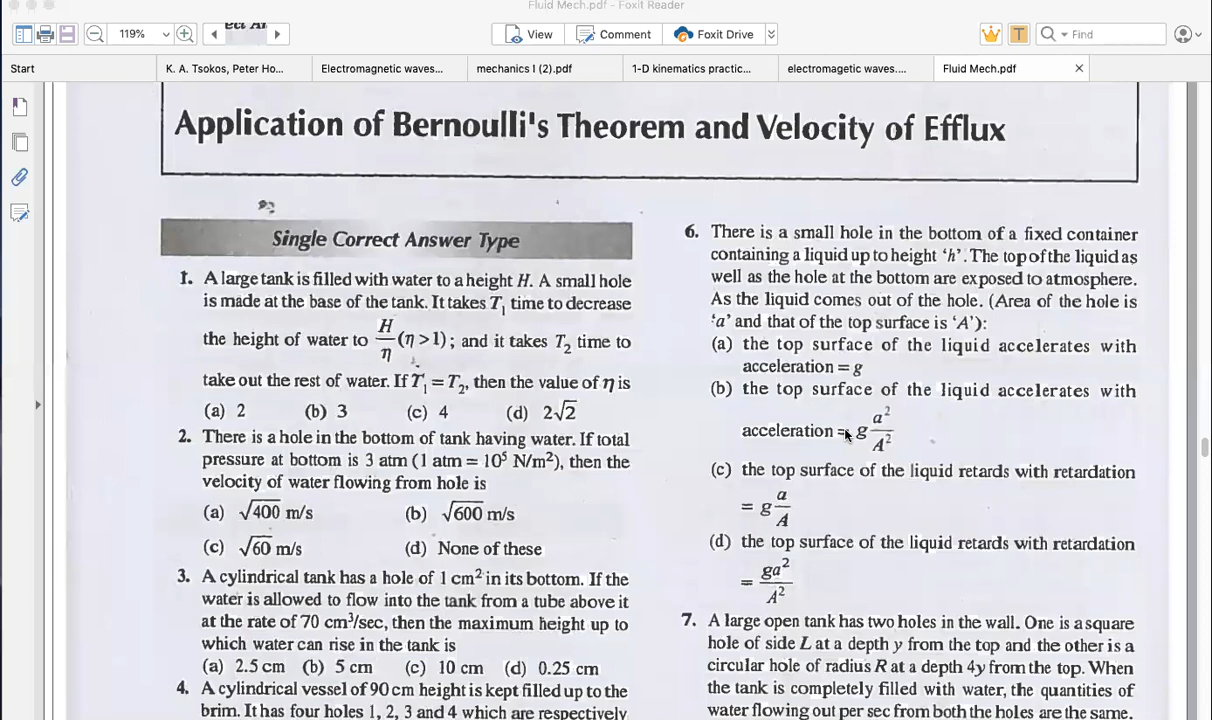 Fluid Mech.pdf - Foxit Reader
119%
View
Comment
Foxit Drive
T
Find
Start
K. A. Tsokos, Peter Ho...
Electromagnetic waves...
mechanics I (2).pdf
1-D kinematics practic...
electromagetic waves....
Fluid Mech.pdf
Application of Bernoulli's Theorem and Velocity of Efflux
Single Correct Answer Type
1. A large tank is filled with water to a height H. A small hole
is made at the base of the tank. It takes T₁ time to decrease
the height of water to H/η (η > 1); and it takes T₂ time to
take out the rest of water. If T₁ = T₂, then the value of η is
(a) 2 (b) 3 (c) 4 (d) 2√2
2. There is a hole in the bottom of tank having water. If total
pressure at bottom is 3 atm (1 atm = 10⁵ N/m²), then the
velocity of water flowing from hole is
(a) √400 m/s (b) √600 m/s
(c) √60 m/s (d) None of these
3. A cylindrical tank has a hole of 1 cm² in its bottom. If the
water is allowed to flow into the tank from a tube above it
at the rate of 70 cm³/sec, then the maximum height up to
which water can rise in the tank is
(a) 2.5 cm (b) 5 cm (c) 10 cm (d) 0.25 cm
4. A cylindrical vessel of 90 cm height is kept filled up to the
brim. It has four holes 1, 2, 3 and 4 which are respectively
6. There is a small hole in the bottom of a fixed container
containing a liquid up to height ‘h’. The top of the liquid as
well as the hole at the bottom are exposed to atmosphere.
As the liquid comes out of the hole. (Area of the hole is
‘a’ and that of the top surface is ‘A’):
(a) the top surface of the liquid accelerates with
acceleration = g
(b) the top surface of the liquid accelerates with
acceleration = g a²/A²
(c) the top surface of the liquid retards with retardation
= g a/A
(d) the top surface of the liquid retards with retardation
= ga²/A²
7. A large open tank has two holes in the wall. One is a square
hole of side L at a depth y from the top and the other is a
circular hole of radius R at a depth 4y from the top. When
the tank is completely filled with water, the quantities of
water flowing out per sec from both the holes are the same.